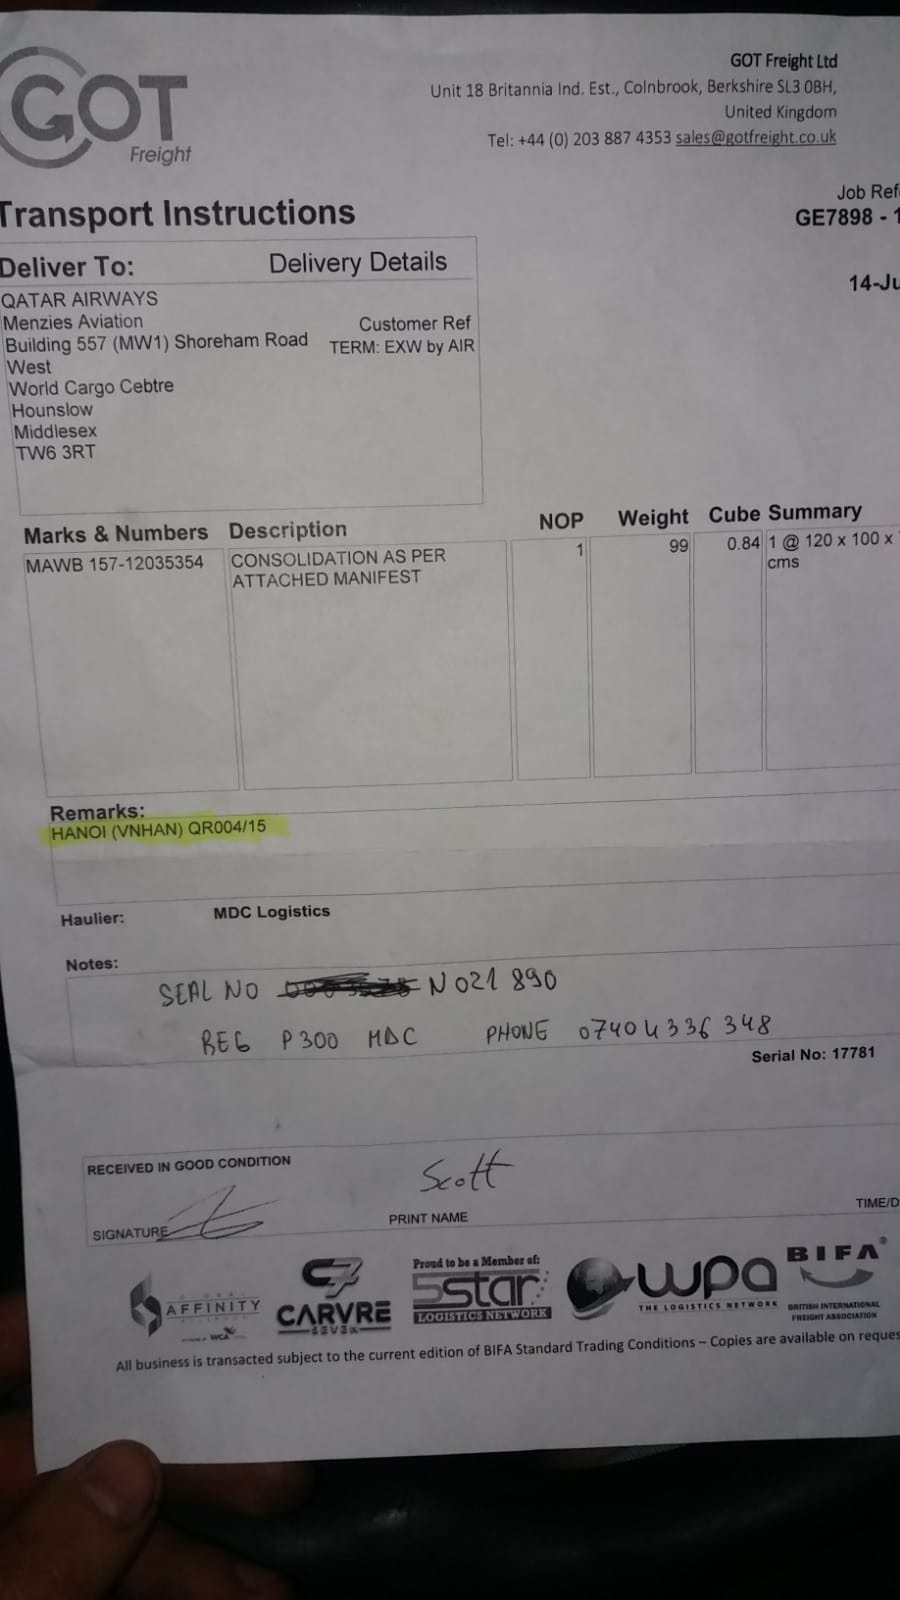 GOT
Freight
GOT Freight Ltd
Unit 18 Britannia Ind. Est., Colnbrook, Berkshire SL3 0BH,
United Kingdom
Tel: +44 (0) 203 887 4353 sales@gotfreight.co.uk
Transport Instructions
Job Ref
GE7898 - 1
14-Ju
Deliver To: Delivery Details
QATAR AIRWAYS
Menzies Aviation
Building 557 (MW1) Shoreham Road
West
World Cargo Cebtre
Hounslow
Middlesex
TW6 3RT
Customer Ref
TERM: EXW by AIR
Marks & Numbers Description NOP Weight Cube Summary
MAWB 157-12035354 CONSOLIDATION AS PER 1 99 0.84 1 @ 120 x 100 x
ATTACHED MANIFEST cms
Remarks:
HANOI (VNHAN) QR004/15
Haulier: MDC Logistics
Notes:
SEAL NO N021 890
REG P300 MDC PHONE 07404336348
Serial No: 17781
RECEIVED IN GOOD CONDITION
Scott
SIGNATURE PRINT NAME TIME/D
Proud to be a Member of:
GLOBAL AFFINITY ALLIANCE
WCA
CARVRE
SEVEN
5star
LOGISTICS NETWORK
wpa
THE LOGISTICS NETWORK
BIFA
BRITISH INTERNATIONAL
FREIGHT ASSOCIATION
All business is transacted subject to the current edition of BIFA Standard Trading Conditions – Copies are available on reques